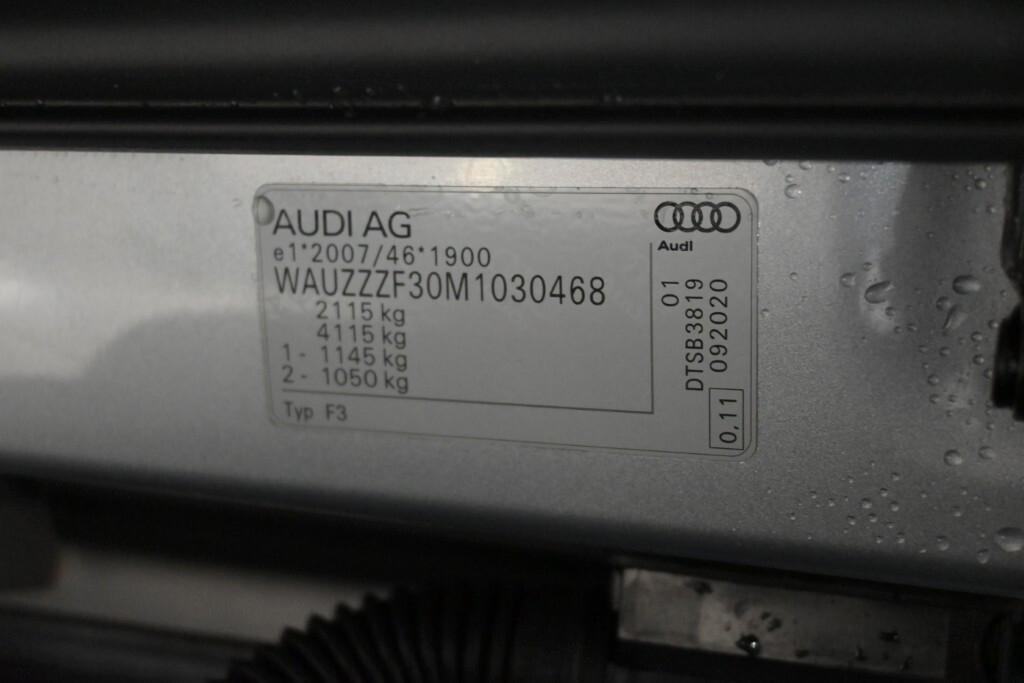 AUDI AG
e1*2007/46*1900
WAUZZZF30M1030468
2115 kg
4115 kg
1 - 1145 kg
2 - 1050 kg
Typ F3
Audi
01
DTSB3819
092020
0,11